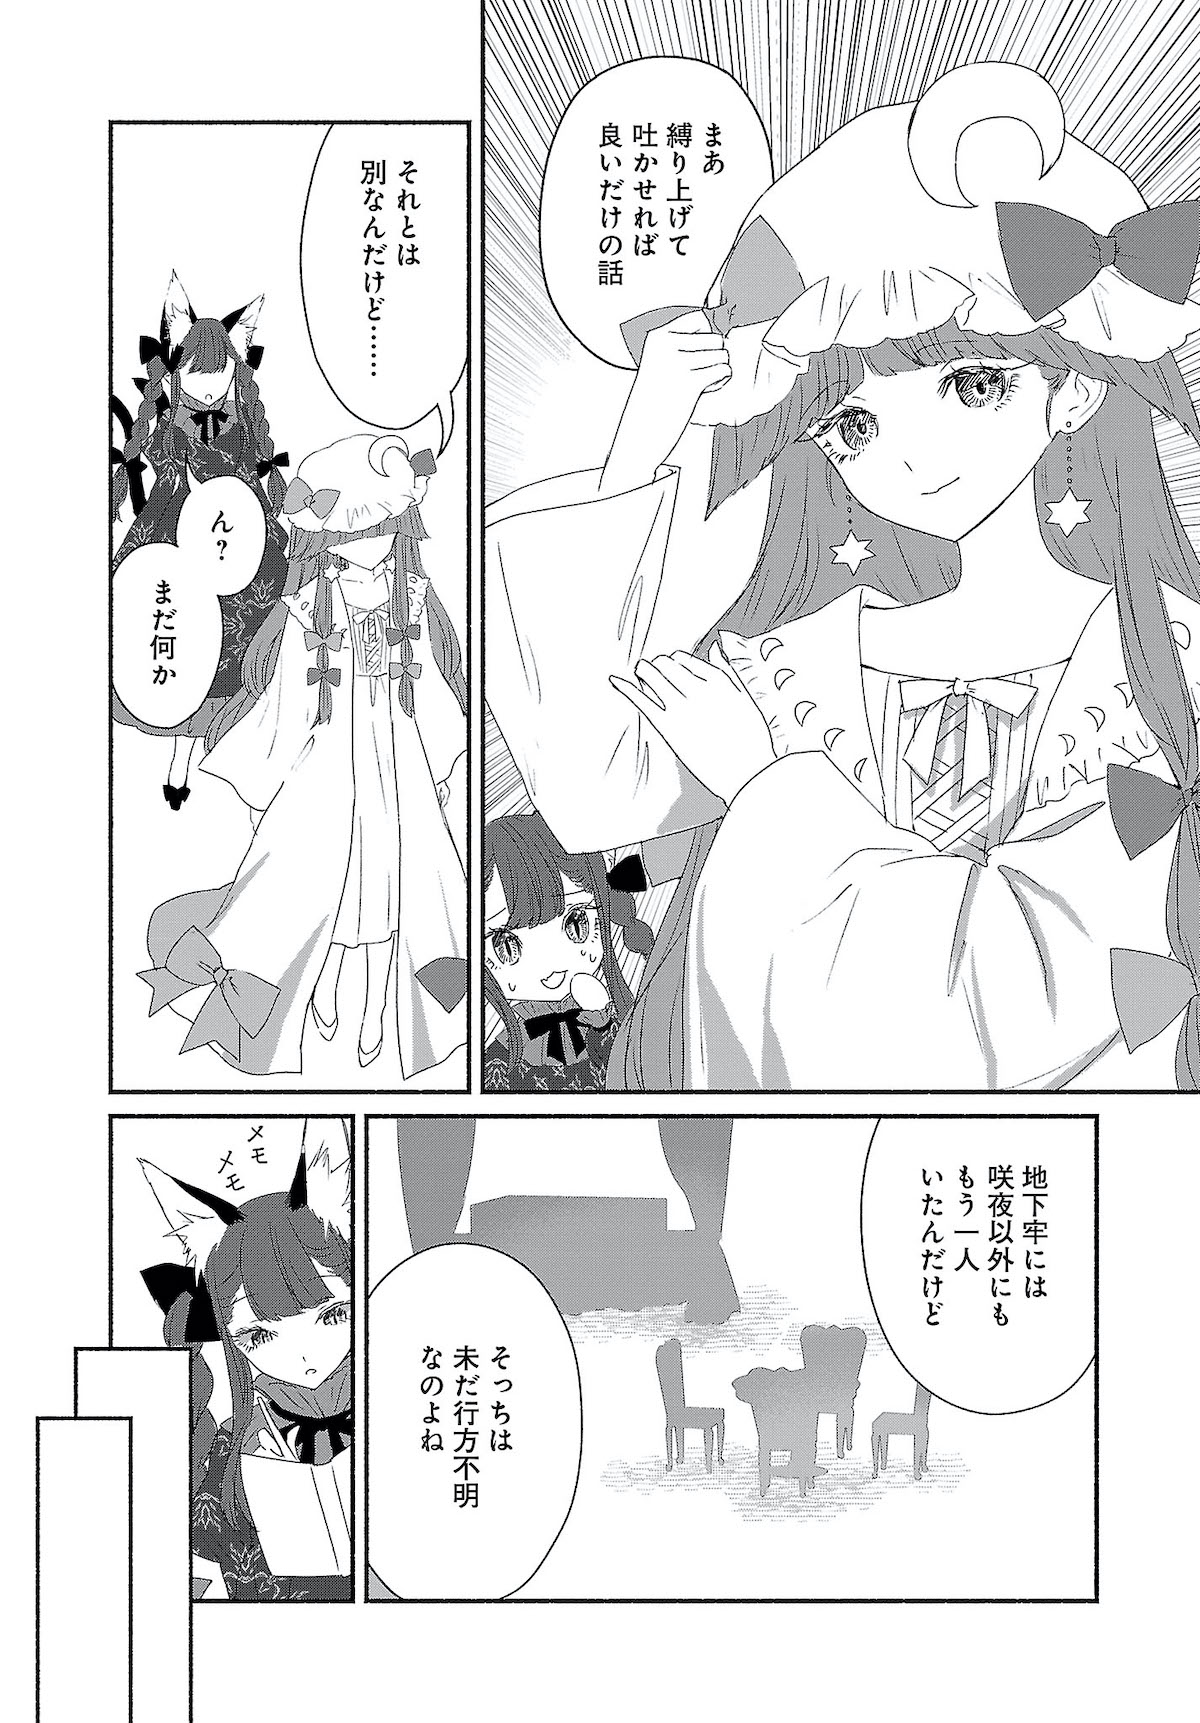 まあ
縛り上げて
吐かせれば
良いだけの話
それとは
別なんだけど……
ん?
まだ何か
地下牢には
咲夜以外にも
もう一人
いたんだけど
そっちは
未だ行方不明
なのよね
メモ
メモ